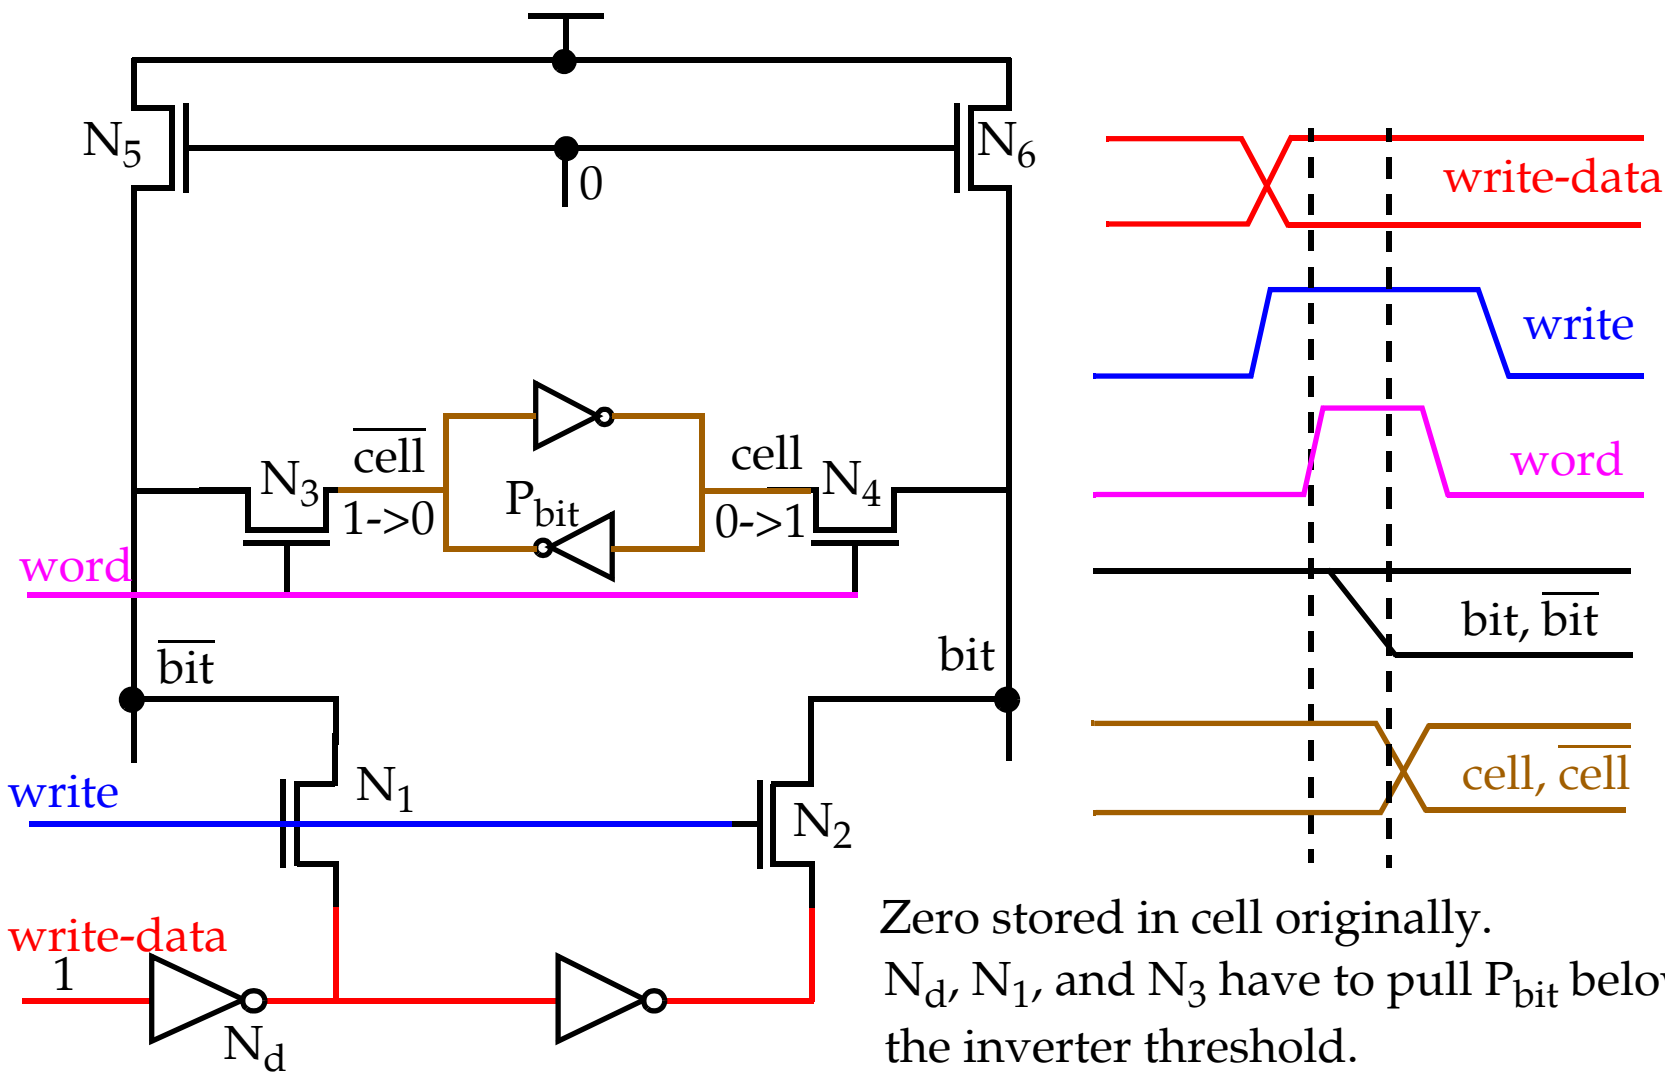 N5
N6
0
write-data
write
word
bit, bit
cell, cell
cell
cell
N3
N4
Pbit
1->0
0->1
word
bit
bit
write
N1
N2
write-data
1
Nd
Zero stored in cell originally.
Nd, N1, and N3 have to pull Pbit belo
the inverter threshold.